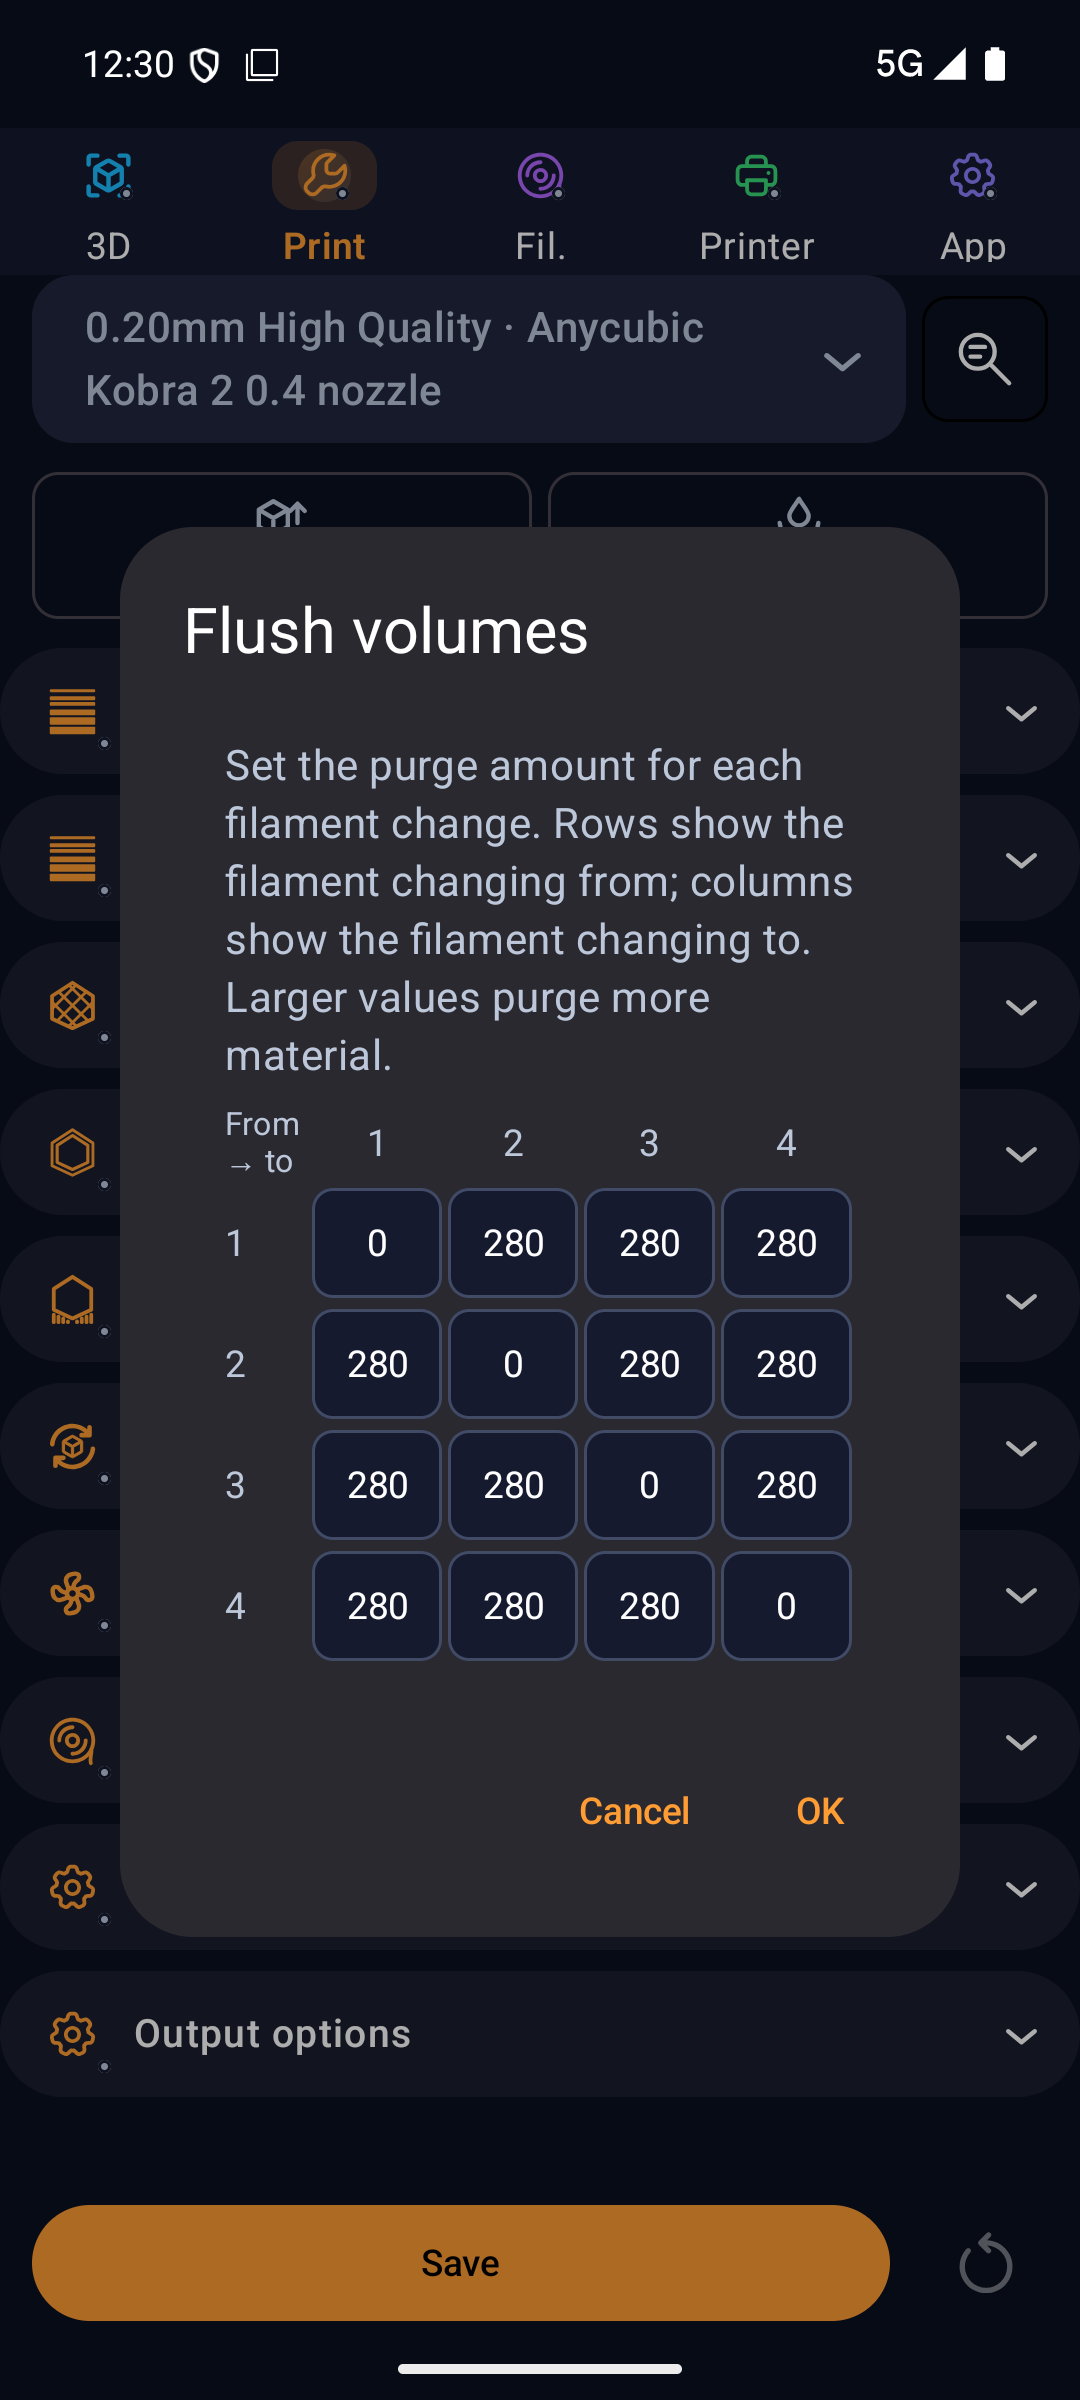 12:30
5G
3D
Print
Fil.
Printer
App
0.20mm High Quality · Anycubic
Kobra 2 0.4 nozzle
Flush volumes
Set the purge amount for each
filament change. Rows show the
filament changing from; columns
show the filament changing to.
Larger values purge more
material.
From
→ to
1 2 3 4
1 0 280 280 280
2 280 0 280 280
3 280 280 0 280
4 280 280 280 0
Cancel OK
Output options
Save